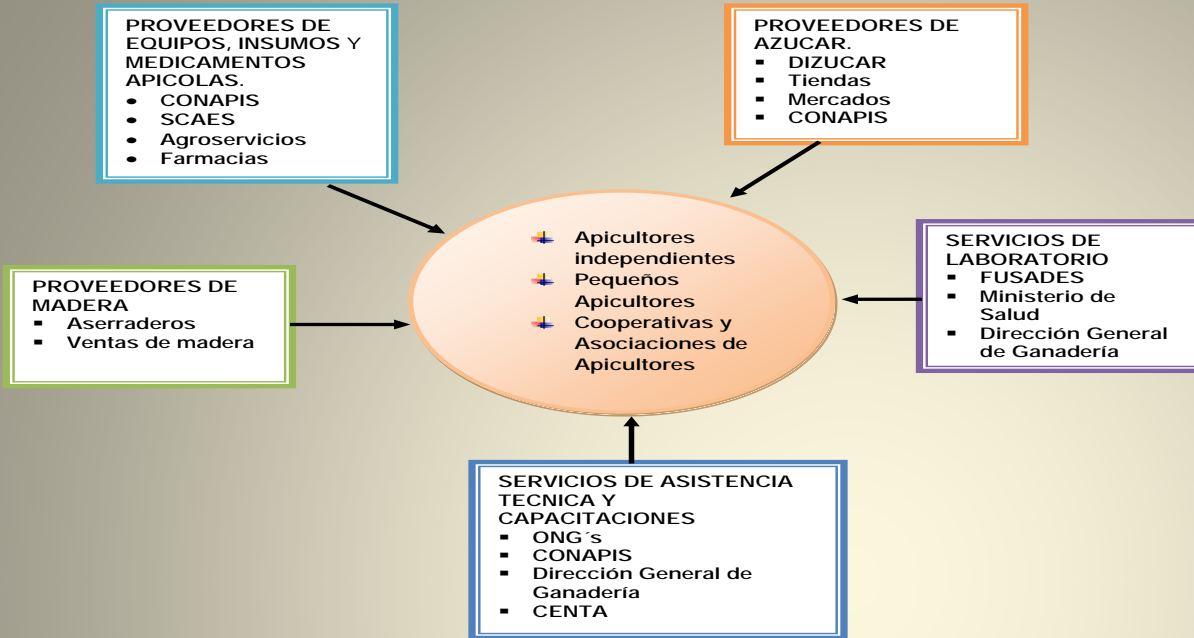 PROVEEDORES DE
EQUIPOS, INSUMOS Y
MEDICAMENTOS
APICOLAS.
● CONAPIS
● SCAES
● Agroservicios
● Farmacias
PROVEEDORES DE
AZUCAR.
▪ DIZUCAR
▪ Tiendas
▪ Mercados
▪ CONAPIS
Apicultores
independientes
Pequeños
Apicultores
Cooperativas y
Asociaciones de
Apicultores
PROVEEDORES DE
MADERA
▪ Aserraderos
▪ Ventas de madera
SERVICIOS DE
LABORATORIO
▪ FUSADES
▪ Ministerio de
Salud
▪ Dirección General
de Ganadería
SERVICIOS DE ASISTENCIA
TECNICA Y
CAPACITACIONES
▪ ONG´s
▪ CONAPIS
▪ Dirección General de
Ganadería
▪ CENTA